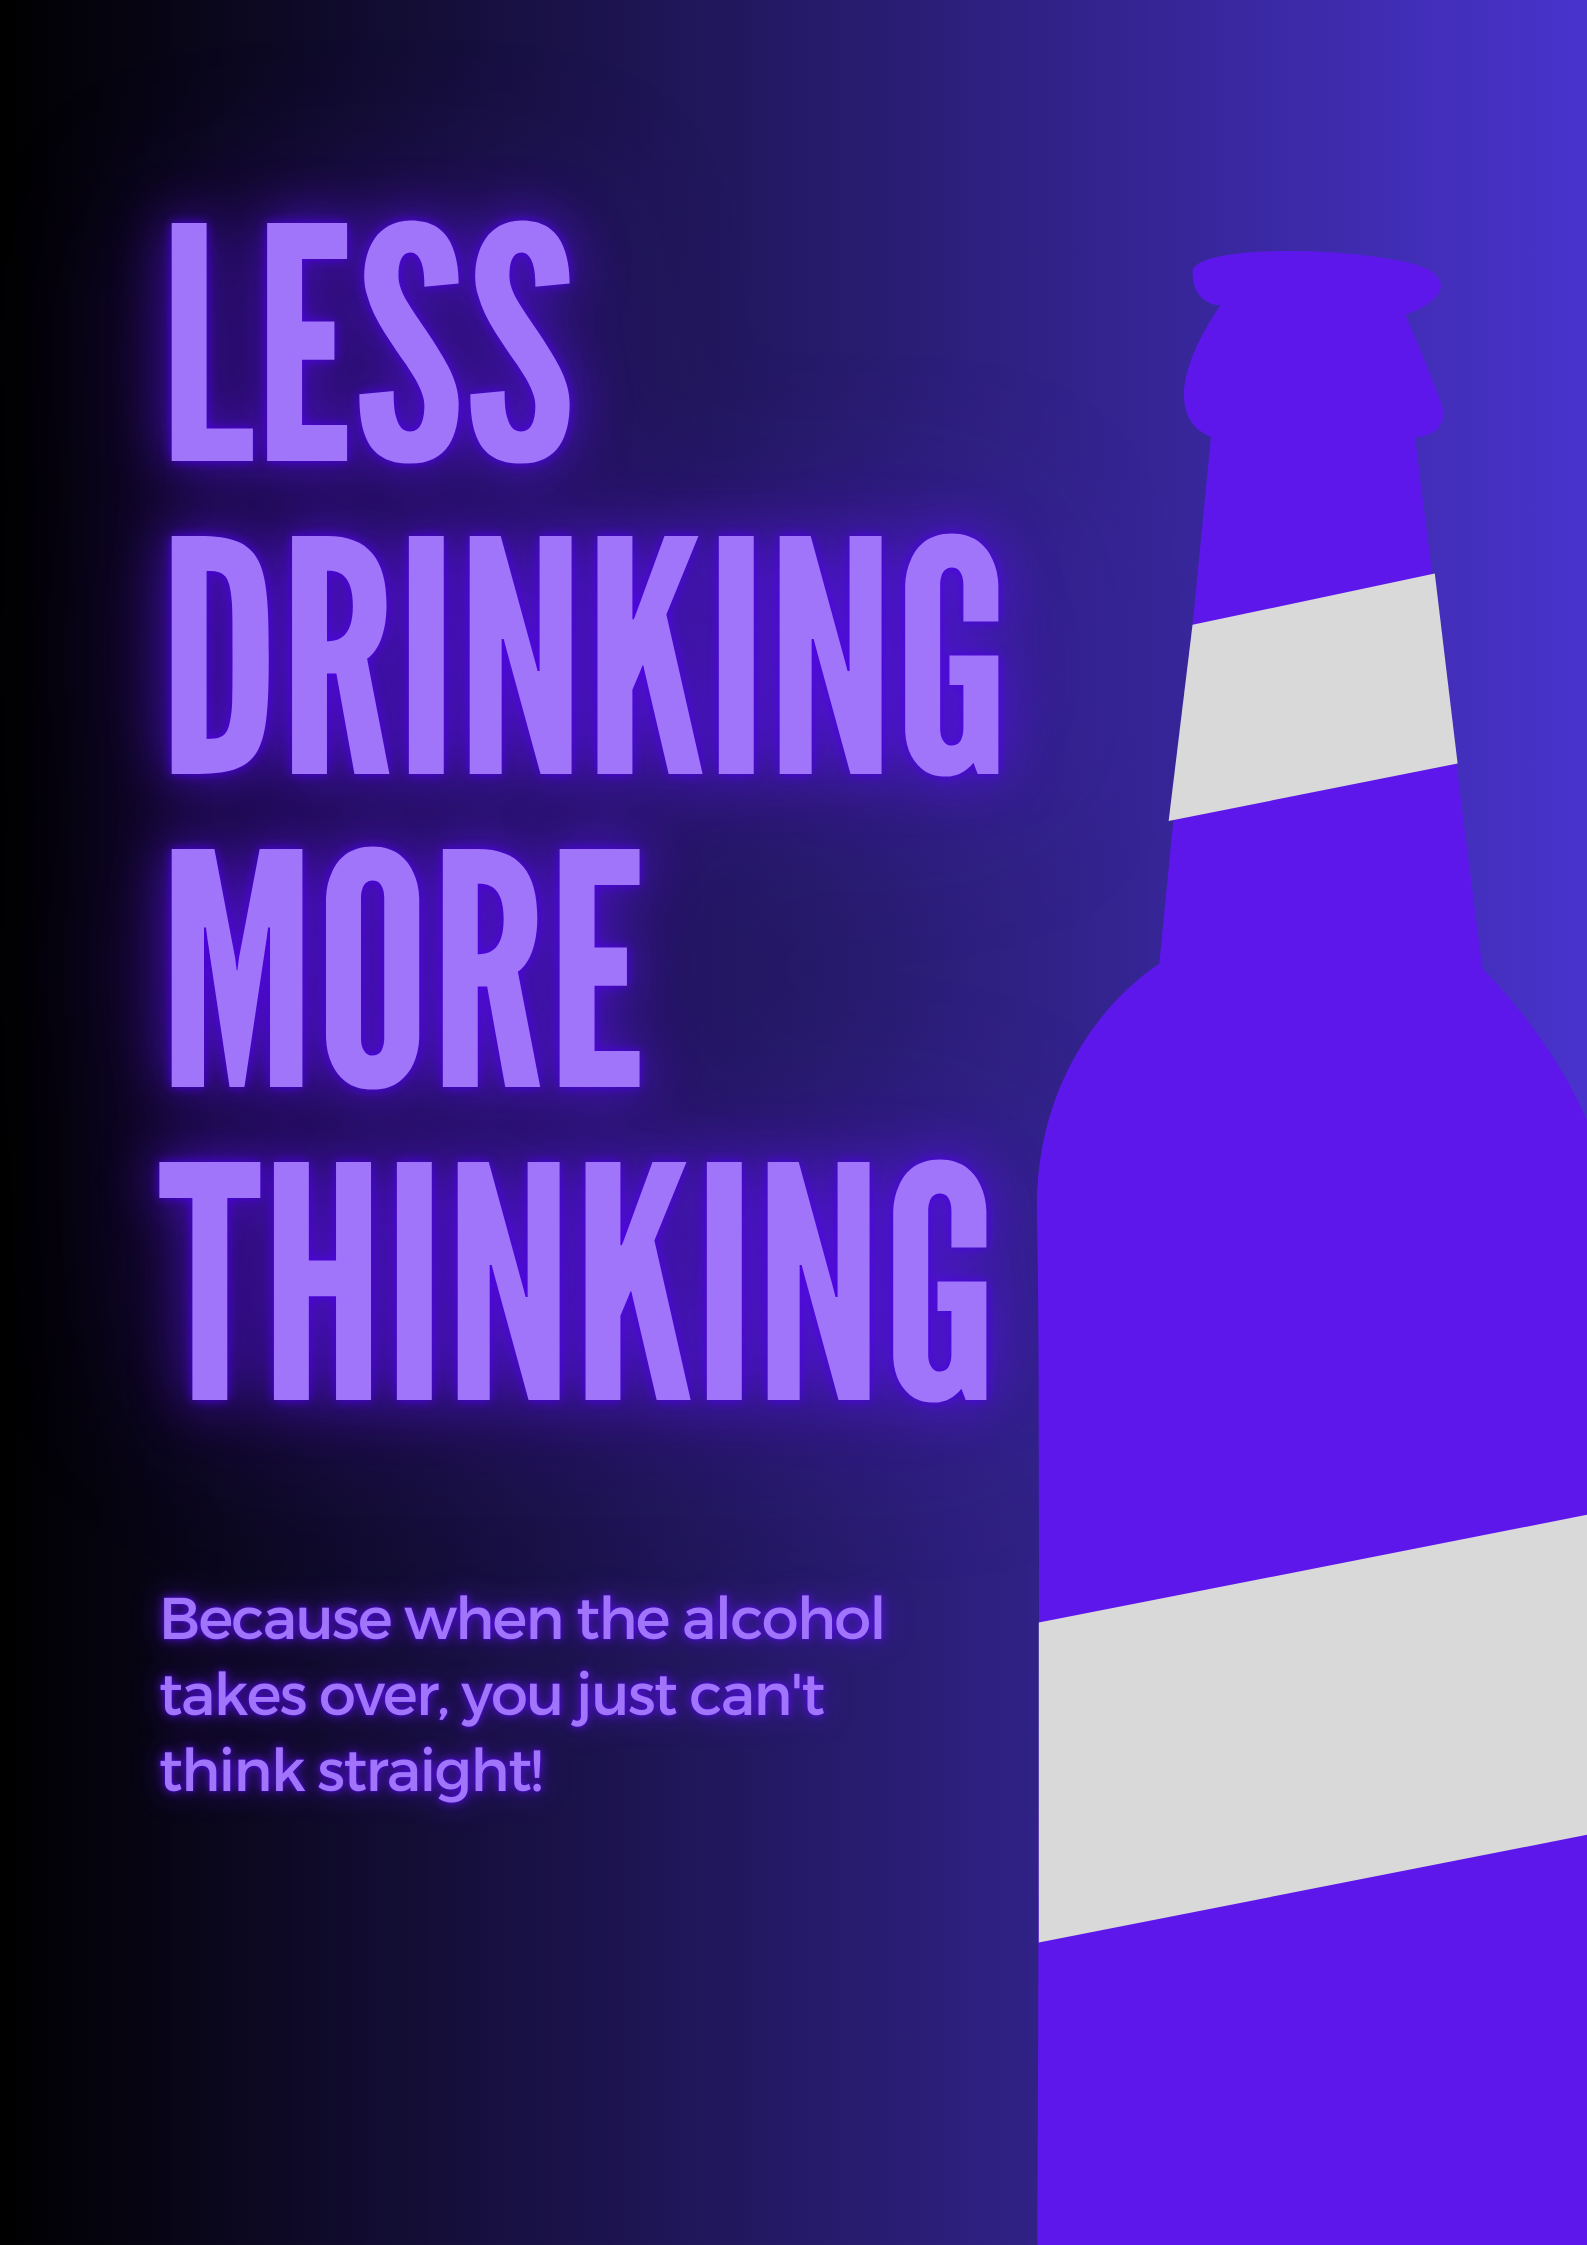 LESS
DRINKING
MORE
THINKING
Because when the alcohol
takes over, you just can't
think straight!